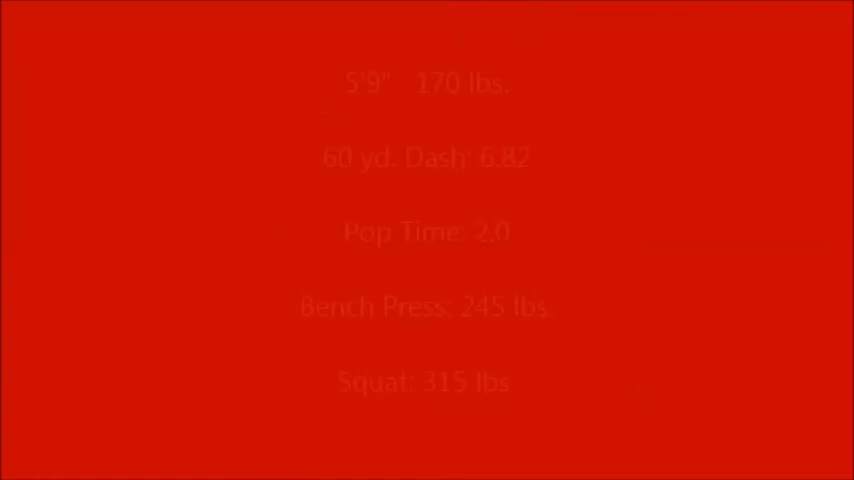 5'9" 170 lbs.
60 yd. Dash: 6.82
Pop Time: 2.0
Bench Press: 245 lbs
Squat: 315 lbs